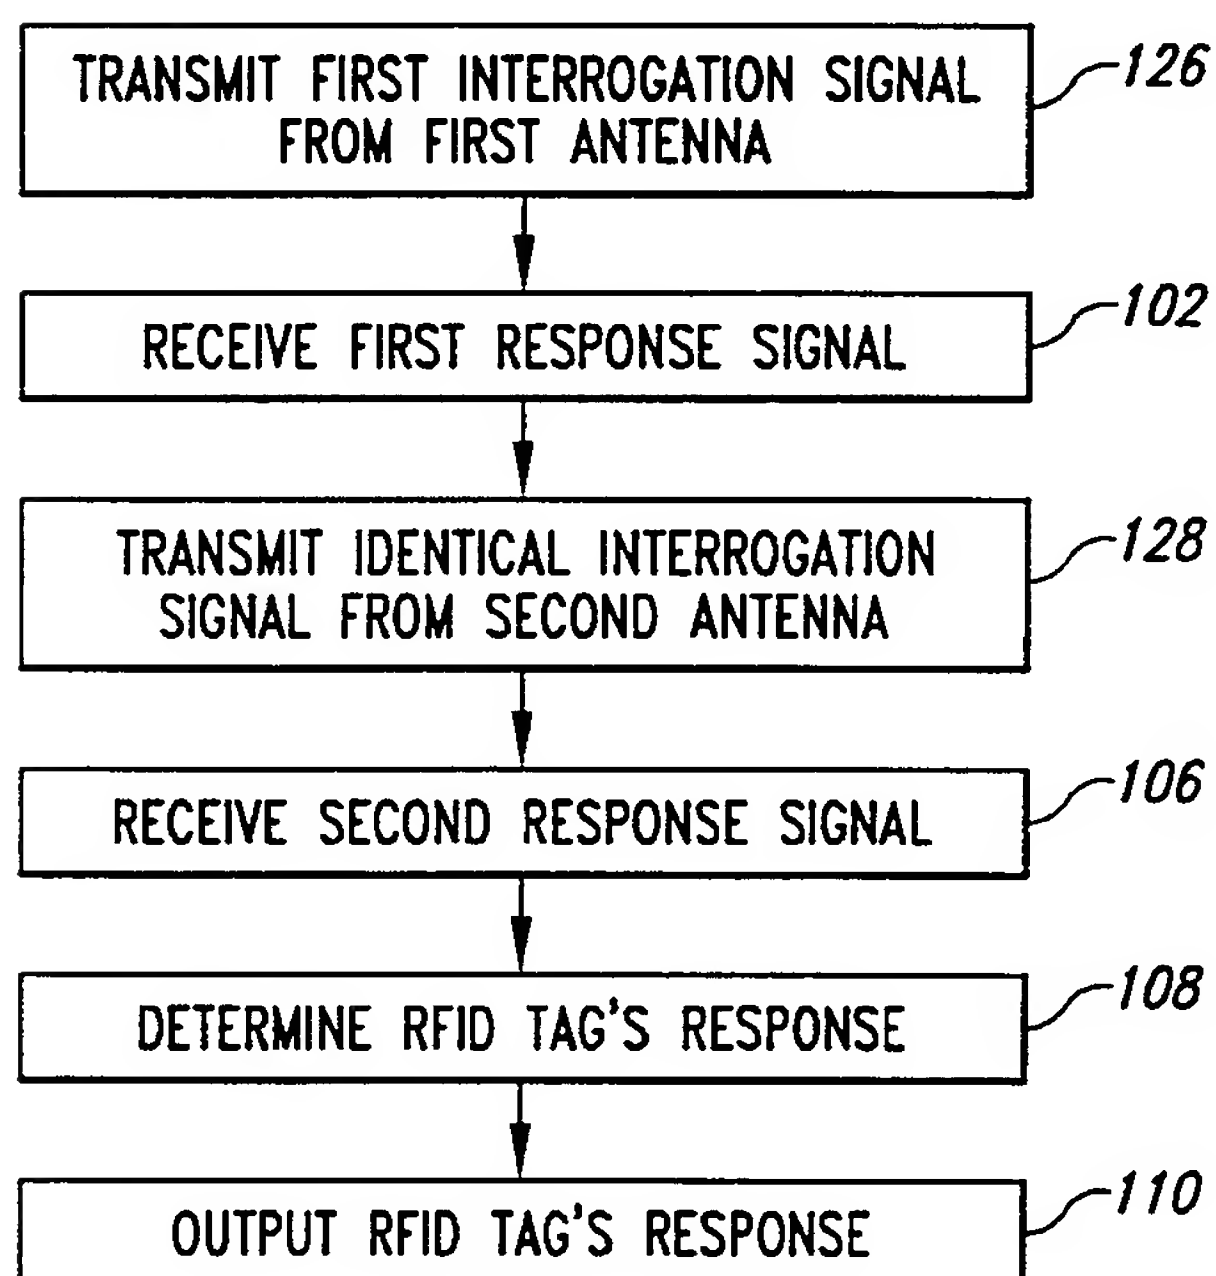 TRANSMIT FIRST INTERROGATION SIGNAL
FROM FIRST ANTENNA
126
RECEIVE FIRST RESPONSE SIGNAL
102
TRANSMIT IDENTICAL INTERROGATION
SIGNAL FROM SECOND ANTENNA
128
RECEIVE SECOND RESPONSE SIGNAL
106
DETERMINE RFID TAG'S RESPONSE
108
OUTPUT RFID TAG'S RESPONSE
110